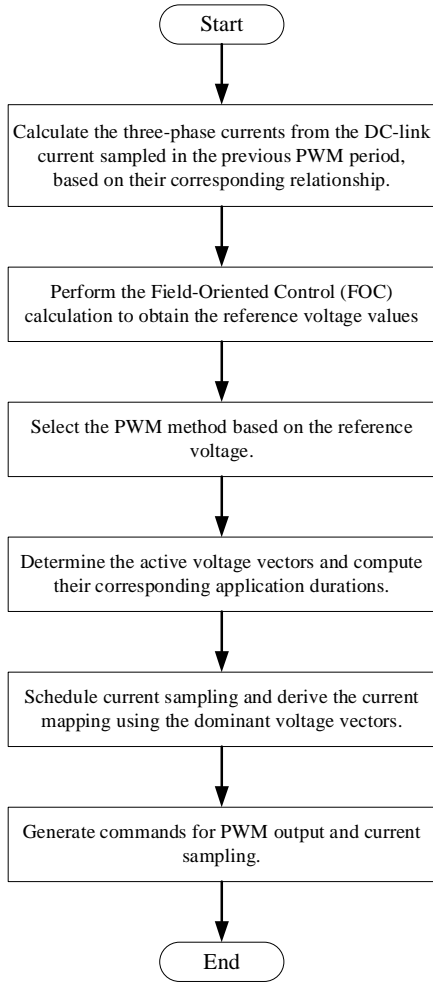 Start
Calculate the three-phase currents from the DC-link
current sampled in the previous PWM period,
based on their corresponding relationship.
Perform the Field-Oriented Control (FOC)
calculation to obtain the reference voltage values
Select the PWM method based on the reference
voltage.
Determine the active voltage vectors and compute
their corresponding application durations.
Schedule current sampling and derive the current
mapping using the dominant voltage vectors.
Generate commands for PWM output and current
sampling.
End